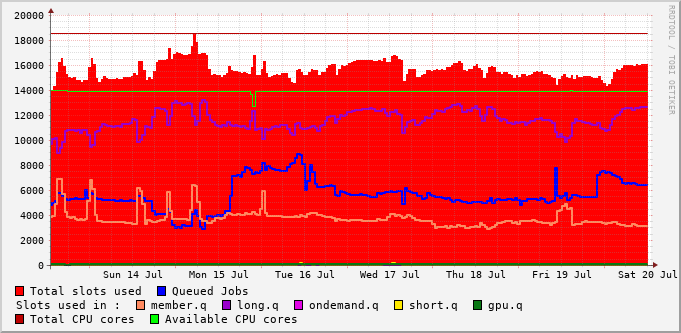 20000
18000
16000
14000
12000
10000
8000
6000
4000
2000
0
Sun 14 Jul Mon 15 Jul Tue 16 Jul Wed 17 Jul Thu 18 Jul Fri 19 Jul Sat 20 Jul
Total slots used Queued Jobs
Slots used in : member.q long.q ondemand.q short.q gpu.q
Total CPU cores Available CPU cores
RRDTOOL / TOBI OETIKER